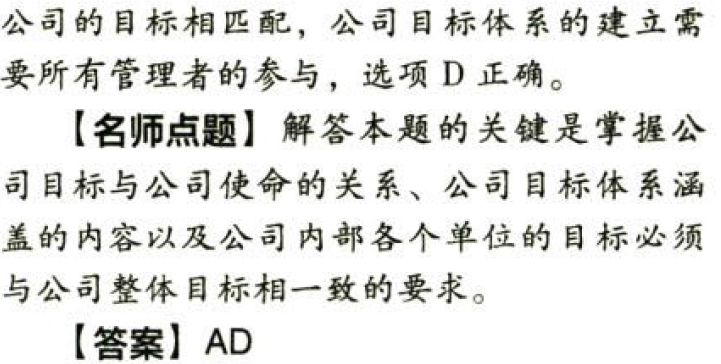 公司的目标相匹配，公司目标体系的建立需
要所有管理者的参与，选项 D 正确。
【名师点题】解答本题的关键是掌握公
司目标与公司使命的关系、公司目标体系涵
盖的内容以及公司内部各个单位的目标必须
与公司整体目标相一致的要求。
【答案】AD